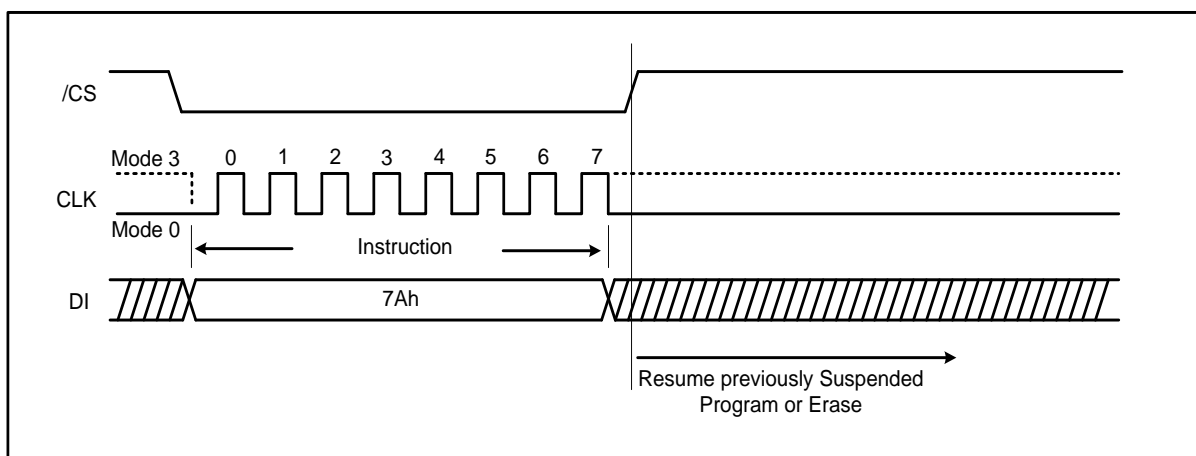 /CS
Mode 3 0 1 2 3 4 5 6 7
CLK
Mode 0
Instruction
DI 7Ah
Resume previously Suspended
Program or Erase